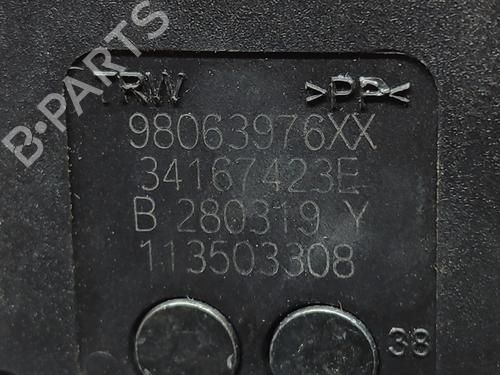 B-PARTS
TRW >PP<
98063976XX
34167423E
B 280319 Y
113503308
38